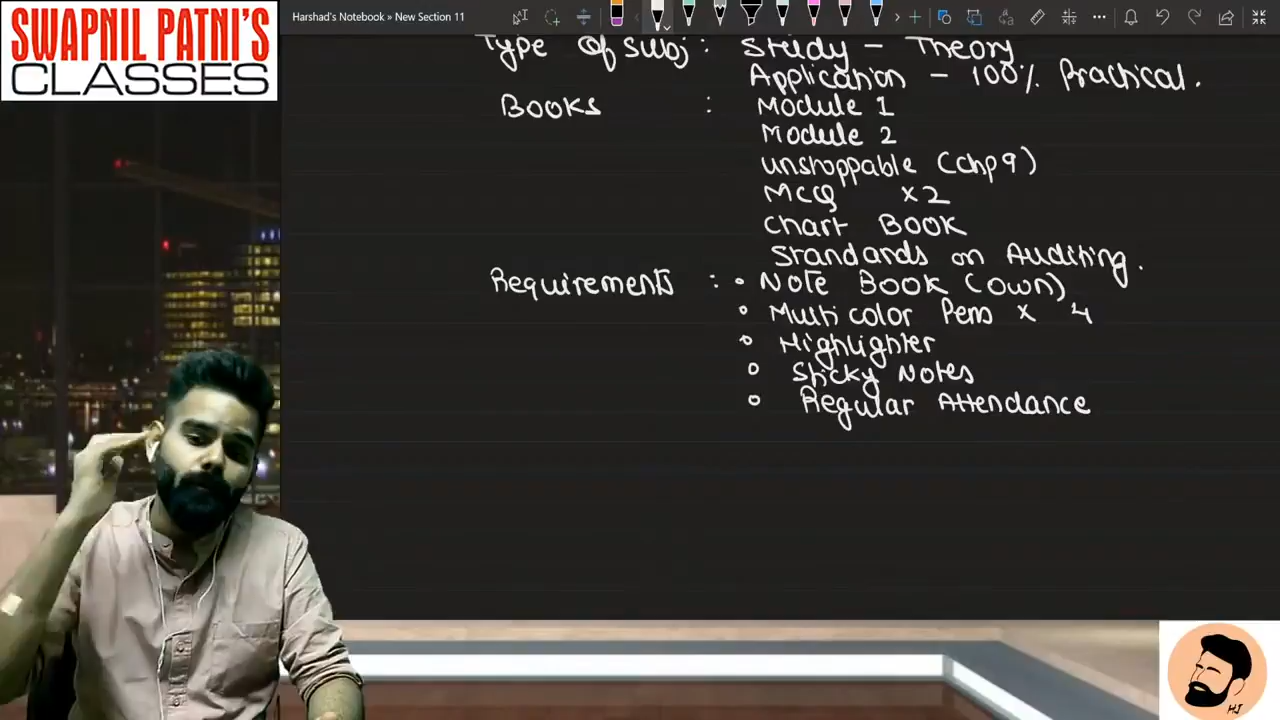 SWAPNIL PATNI'S
CLASSES
Harshad's Notebook » New Section 11
Type Of Subj : Study - Theory
Application - 100% Practical.
Books : Module 1
Module 2
unstoppable (chp 9)
MCQ x2
Chart Book
Standards on Auditing.
Requirements : • Note Book (own)
• Multi color Pens x 4
• Highlighter
• Sticky Notes
• Regular Attendance
HJ